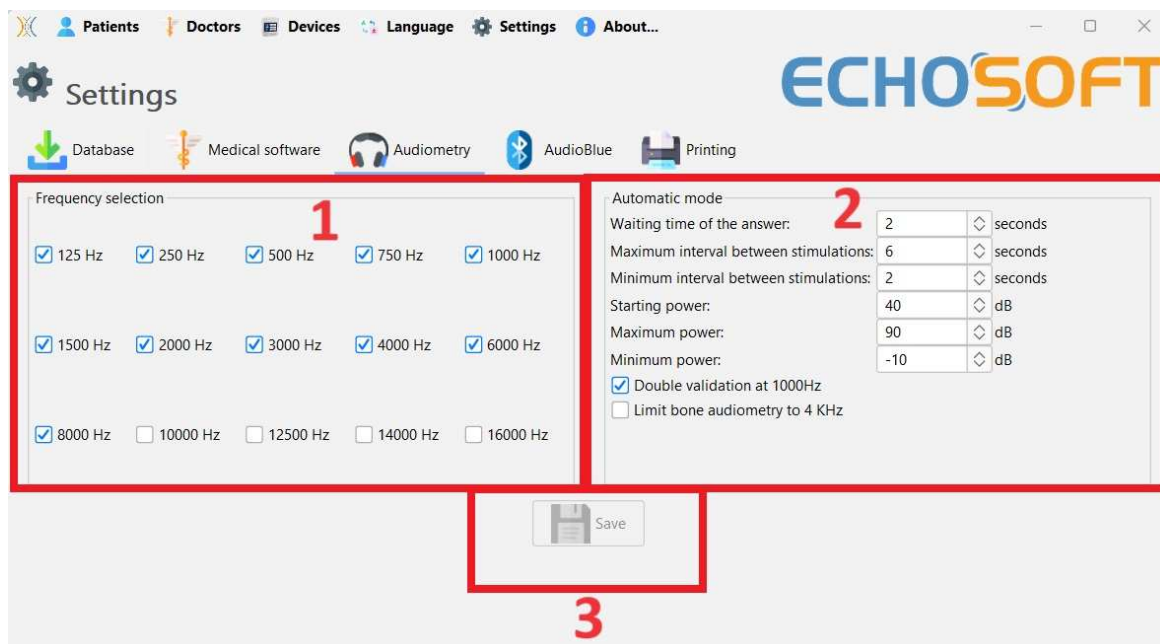 Patients Doctors Devices Language Settings About...
ECHOSOFT
Settings
Database Medical software Audiometry AudioBlue Printing
Frequency selection
1
125 Hz 250 Hz 500 Hz 750 Hz 1000 Hz
1500 Hz 2000 Hz 3000 Hz 4000 Hz 6000 Hz
8000 Hz 10000 Hz 12500 Hz 14000 Hz 16000 Hz
Automatic mode
2
Waiting time of the answer: 2 seconds
Maximum interval between stimulations: 6 seconds
Minimum interval between stimulations: 2 seconds
Starting power: 40 dB
Maximum power: 90 dB
Minimum power: -10 dB
Double validation at 1000Hz
Limit bone audiometry to 4 KHz
Save
3